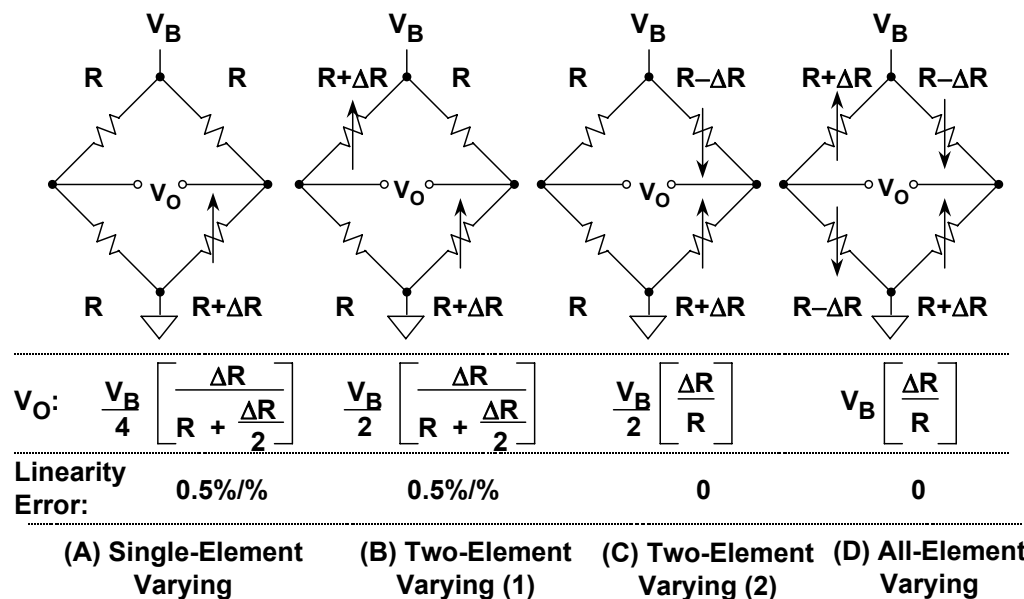 V_B V_B V_B V_B
R R R+ΔR R R R−ΔR R+ΔR R−ΔR
V_O V_O V_O V_O
R R+ΔR R R+ΔR R R+ΔR R−ΔR R+ΔR
V_O: V_B/4 [ΔR / (R + ΔR/2)] V_B/2 [ΔR / (R + ΔR/2)] V_B/2 [ΔR/R] V_B [ΔR/R]
Linearity
Error: 0.5%/% 0.5%/% 0 0
(A) Single-Element (B) Two-Element (C) Two-Element (D) All-Element
Varying Varying (1) Varying (2) Varying